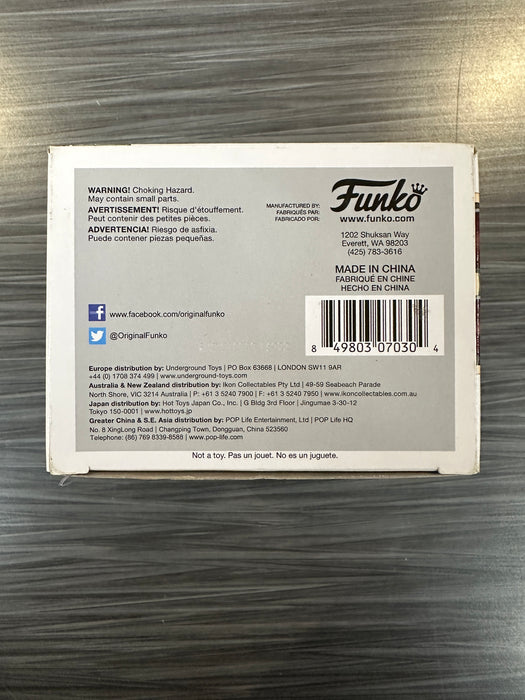 WARNING! Choking Hazard.
May contain small parts.
AVERTISSEMENT! Risque d'étouffement.
Peut contenir des petites pièces.
ADVERTENCIA! Riesgo de asfixia.
Puede contener piezas pequeñas.
MANUFACTURED BY:
FABRIQUÉS PAR:
FABRICADO POR:
Funko
www.funko.com
1202 Shuksan Way
Everett, WA 98203
(425) 783-3616
MADE IN CHINA
FABRIQUÉ EN CHINE
HECHO EN CHINA
www.facebook.com/originalfunko
@OriginalFunko
8 49803 07030 4
Europe distribution by: Underground Toys | PO Box 63668 | LONDON SW11 9AR
+44 (0) 1708 374 499 | www.underground-toys.com
Australia & New Zealand distribution by: Ikon Collectables Pty Ltd | 49-59 Seabeach Parade
North Shore, VIC 3214 Australia | P: +61 3 5240 7900 | F: +61 3 5240 7950 | www.ikoncollectables.com
Japan distribution by: Hot Toys Japan Co., Inc. | G Bldg 3rd Floor | Jingumae 3-30-12
Tokyo 150-0001 | www.hottoys.jp
Greater China & S.E. Asia distribution by: POP Life Entertainment, Ltd | POP Life HQ
No. 8 XingLong Road | Changping Town, Dongguan, China 523560
Telephone: (86) 769 8339-8588 | www.pop-life.com
Not a toy. Pas un jouet. No es un juguete.